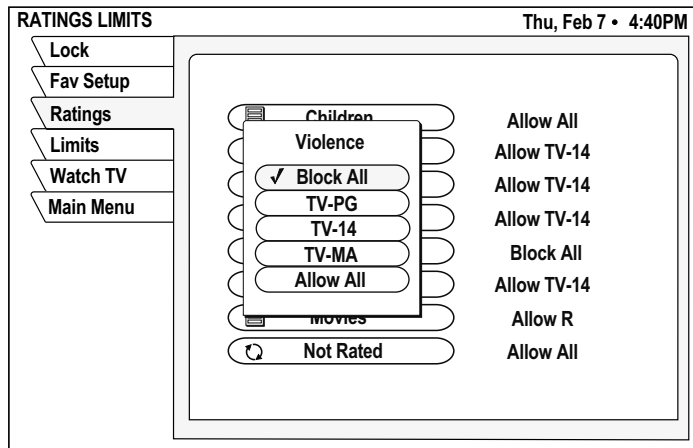 RATINGS LIMITS Thu, Feb 7 • 4:40PM
Lock
Fav Setup
Ratings
Limits
Watch TV
Main Menu
Children Allow All
Violence
Allow TV-14
✓ Block All
Allow TV-14
TV-PG
TV-14
Allow TV-14
TV-MA
Block All
Allow All
Allow TV-14
Movies Allow R
Not Rated Allow All